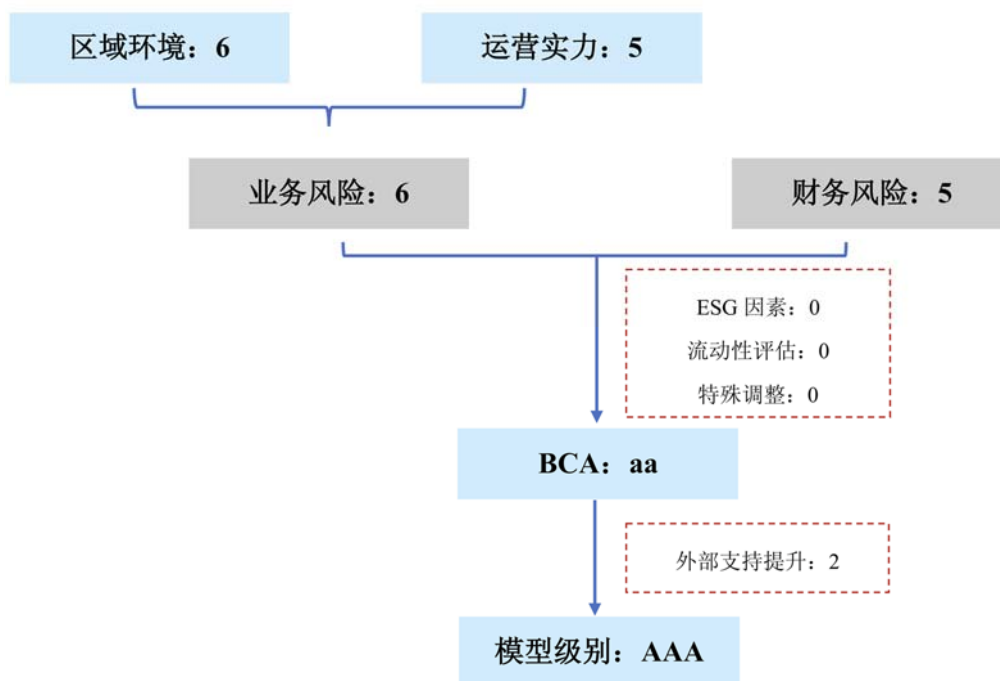 区域环境：6
运营实力：5
业务风险：6
财务风险：5
ESG 因素：0
流动性评估：0
特殊调整：0
BCA：aa
外部支持提升：2
模型级别：AAA